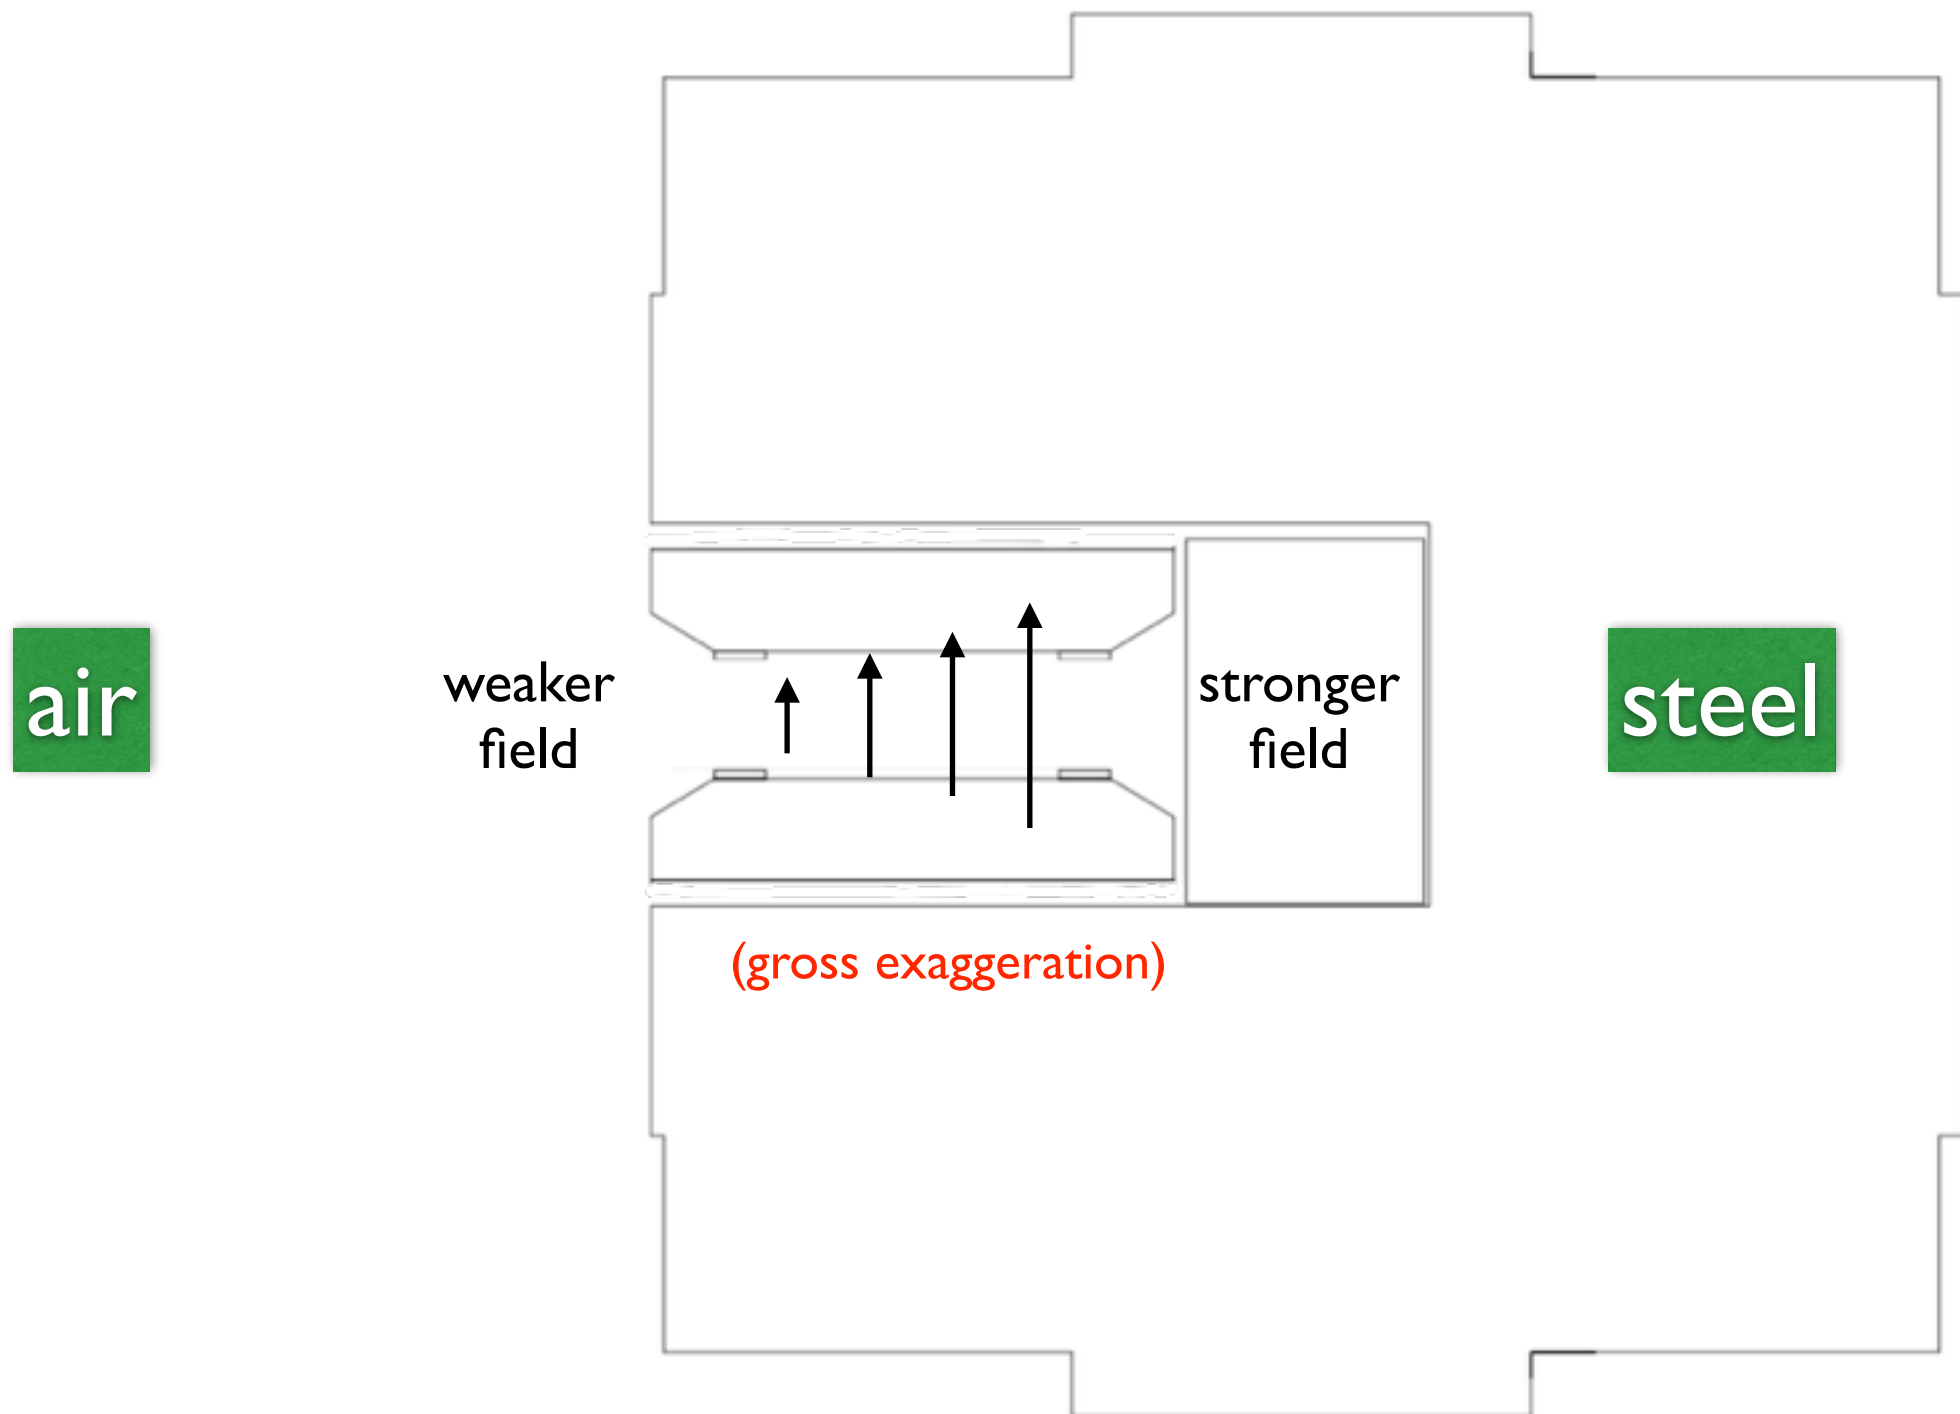 air
weaker
field
stronger
field
steel
(gross exaggeration)